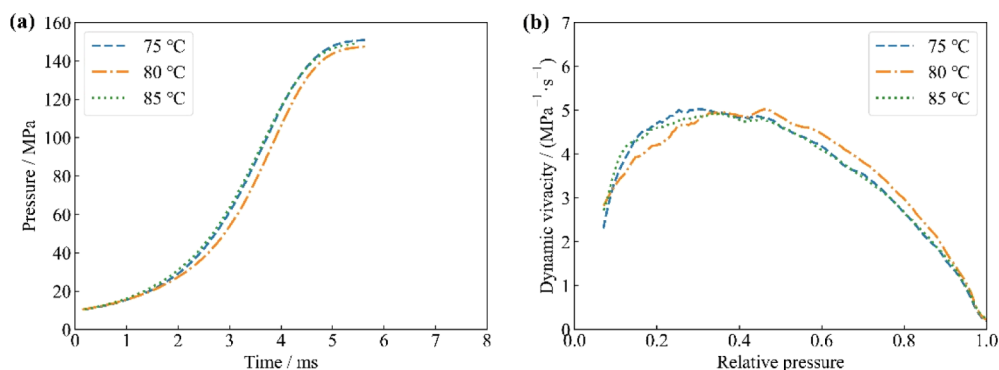 (a)
160
140
120
100
80
60
40
20
0
Pressure / MPa
75 ℃
80 ℃
85 ℃
0 1 2 3 4 5 6 7 8
Time / ms
(b)
7
6
5
4
3
2
1
0
Dynamic vivacity / (MPa⁻¹·s⁻¹)
75 ℃
80 ℃
85 ℃
0.0 0.2 0.4 0.6 0.8 1.0
Relative pressure